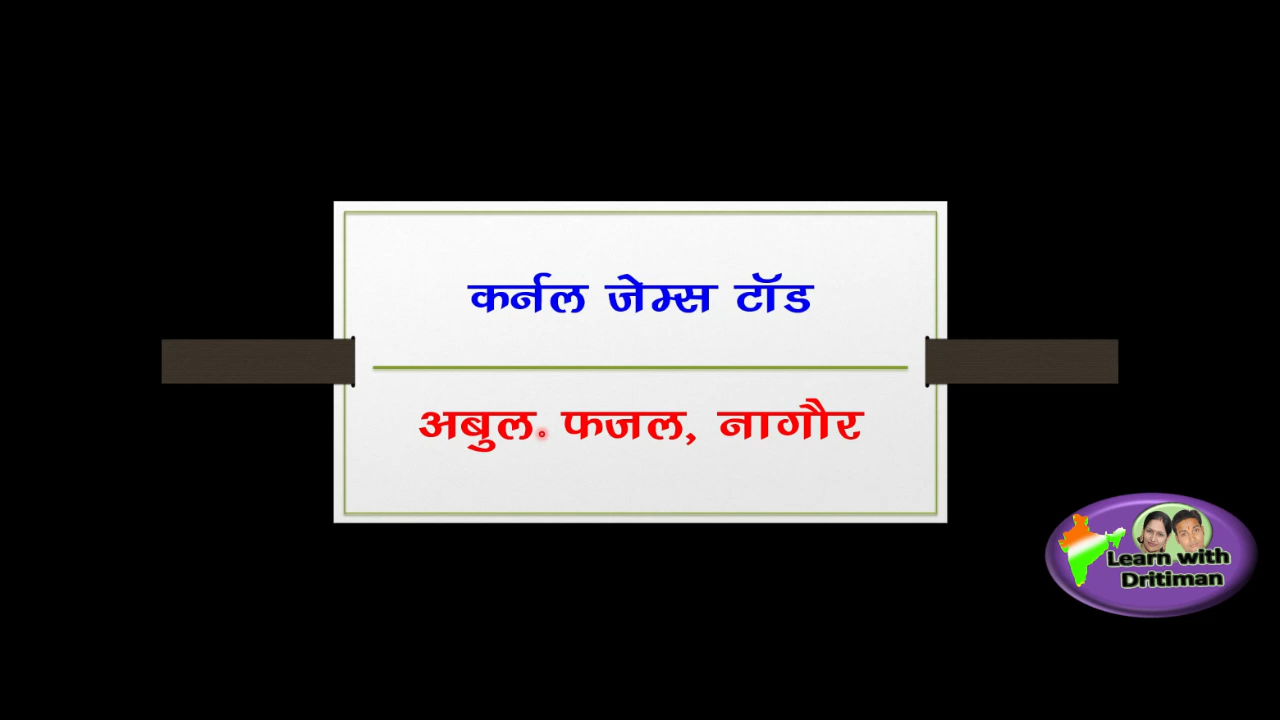 कर्नल जेम्स टॉड
अबुल फजल, नागौर
Learn with
Dritiman